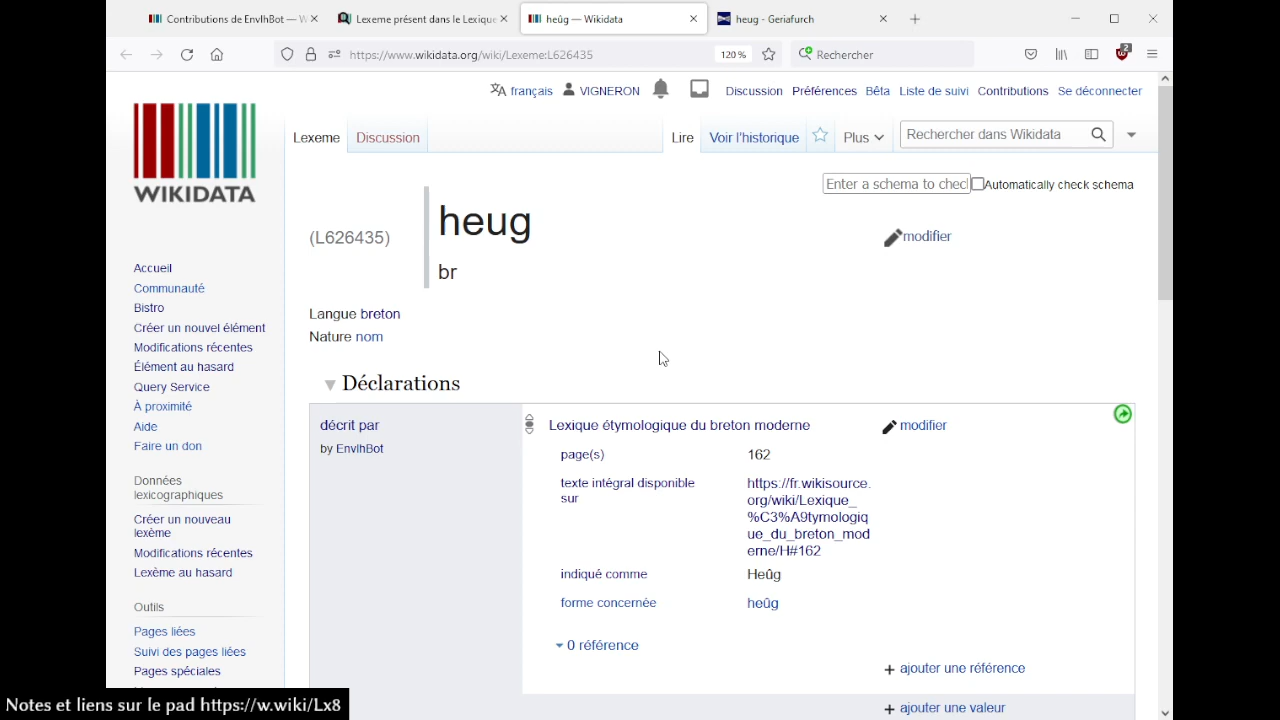 Contributions de EnvlhBot — W
Lexeme présent dans le Lexique
heûg — Wikidata
heug - Geriafurch
https://www.wikidata.org/wiki/Lexeme:L626435
120 %
Rechercher
2
français
VIGNERON
Discussion
Préférences
Bêta
Liste de suivi
Contributions
Se déconnecter
WIKIDATA
Lexeme
Discussion
Lire
Voir l'historique
Plus
Rechercher dans Wikidata
Enter a schema to chec
Automatically check schema
(L626435)
heug
br
modifier
Langue breton
Nature nom
Déclarations
décrit par
by EnvlhBot
Lexique étymologique du breton moderne
modifier
page(s)
162
texte intégral disponible
sur
https://fr.wikisource.
org/wiki/Lexique_
%C3%A9tymologiq
ue_du_breton_mod
erne/H#162
indiqué comme
Heûg
forme concernée
heûg
0 référence
+ ajouter une référence
+ ajouter une valeur
Accueil
Communauté
Bistro
Créer un nouvel élément
Modifications récentes
Élément au hasard
Query Service
À proximité
Aide
Faire un don
Données
lexicographiques
Créer un nouveau
lexème
Modifications récentes
Lexème au hasard
Outils
Pages liées
Suivi des pages liées
Pages spéciales
Notes et liens sur le pad https://w.wiki/Lx8